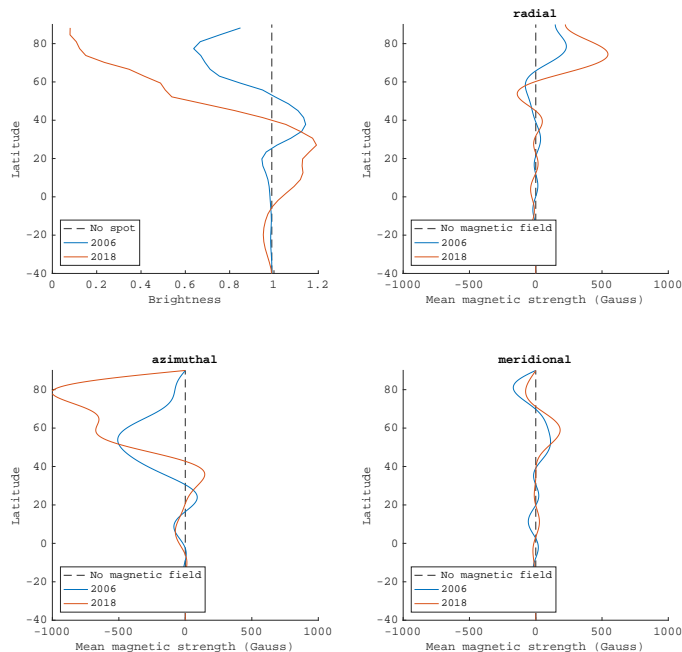 Latitude
80
60
40
20
0
-20
-40
No spot
2006
2018
0 0.2 0.4 0.6 0.8 1 1.2
Brightness
radial
Latitude
80
60
40
20
0
-20
-40
No magnetic field
2006
2018
-1000 -500 0 500 1000
Mean magnetic strength (Gauss)
azimuthal
Latitude
80
60
40
20
0
-20
-40
No magnetic field
2006
2018
-1000 -500 0 500 1000
Mean magnetic strength (Gauss)
meridional
Latitude
80
60
40
20
0
-20
-40
No magnetic field
2006
2018
-1000 -500 0 500 1000
Mean magnetic strength (Gauss)